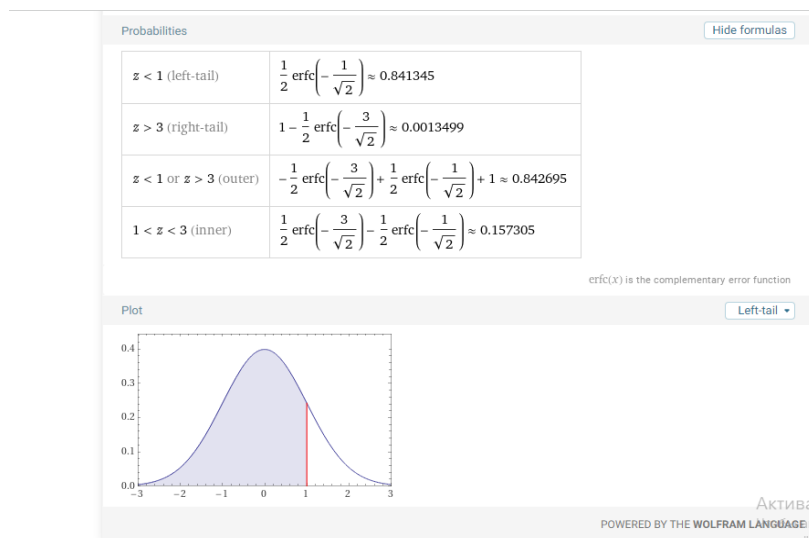 Probabilities
Hide formulas
z < 1 (left-tail) 1/2 erfc(−1/√2) ≈ 0.841345
z > 3 (right-tail) 1 − 1/2 erfc(−3/√2) ≈ 0.0013499
z < 1 or z > 3 (outer) −1/2 erfc(−3/√2) + 1/2 erfc(−1/√2) + 1 ≈ 0.842695
1 < z < 3 (inner) 1/2 erfc(−3/√2) − 1/2 erfc(−1/√2) ≈ 0.157305
erfc(x) is the complementary error function
Plot
Left-tail
0.4
0.3
0.2
0.1
0.0
−3 −2 −1 0 1 2 3
Актива
POWERED BY THE WOLFRAM LANGUAGE